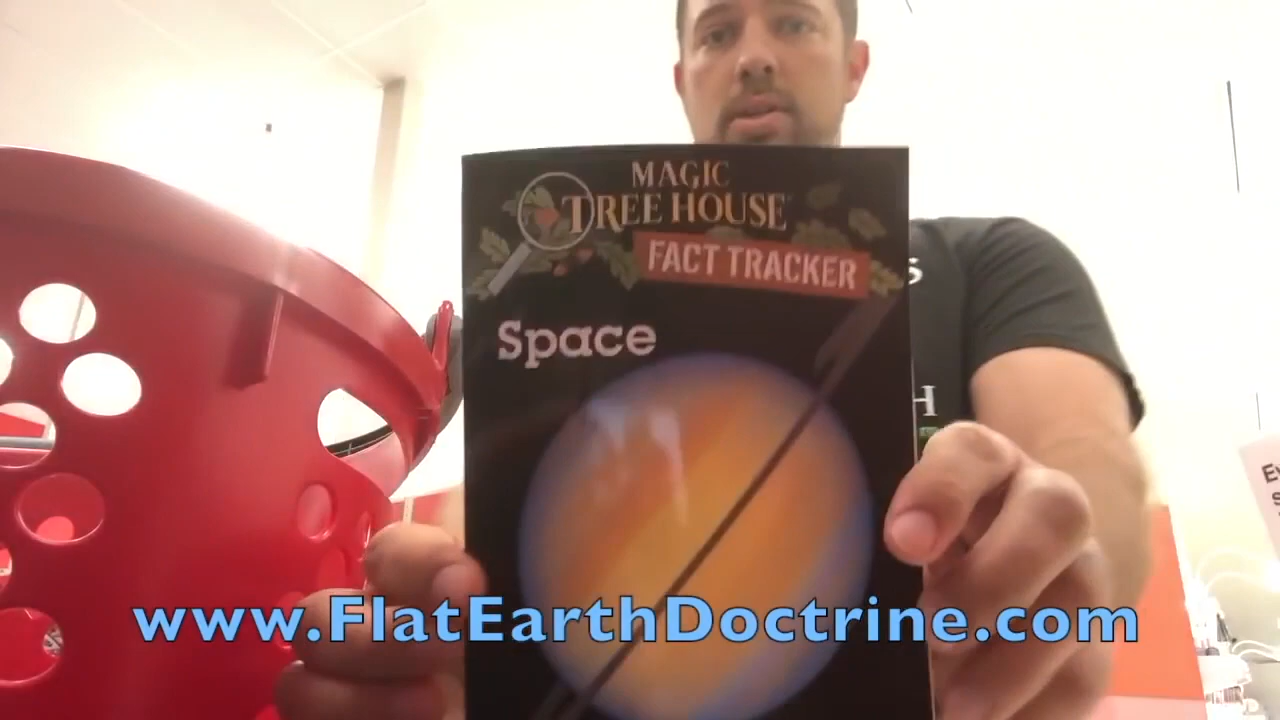 MAGIC
TREE HOUSE
FACT TRACKER
Space
S
H
www.FlatEarthDoctrine.com